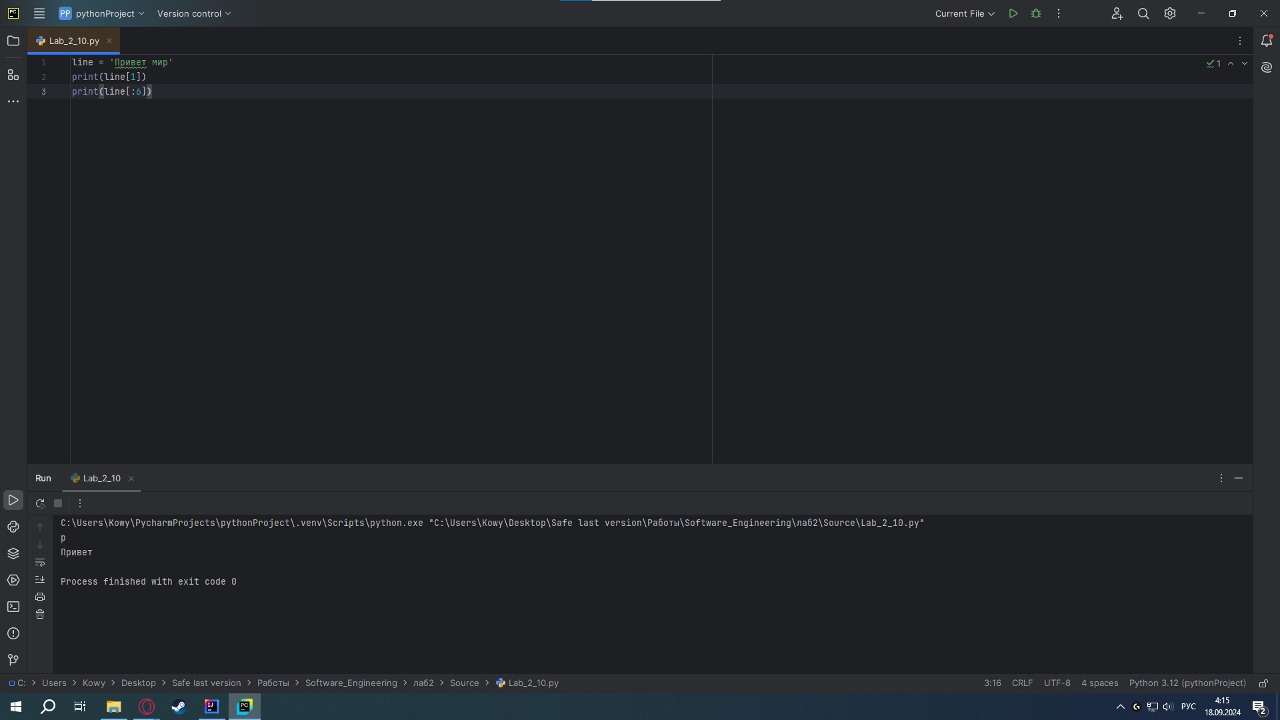 PC
PP pythonProject
Version control
Current File
Lab_2_10.py
1 line = 'Привет мир'
2 print(line[1])
3 print(line[:6])
1
Run
Lab_2_10
C:\Users\Kowy\PycharmProjects\pythonProject\.venv\Scripts\python.exe "C:\Users\Kowy\Desktop\Safe last version\Работы\Software_Engineering\лаб2\Source\Lab_2_10.py"
р
Привет
Process finished with exit code 0
C: > Users > Kowy > Desktop > Safe last version > Работы > Software_Engineering > лаб2 > Source > Lab_2_10.py
3:16 CRLF UTF-8 4 spaces Python 3.12 (pythonProject)
РУС
4:15
18.09.2024
2